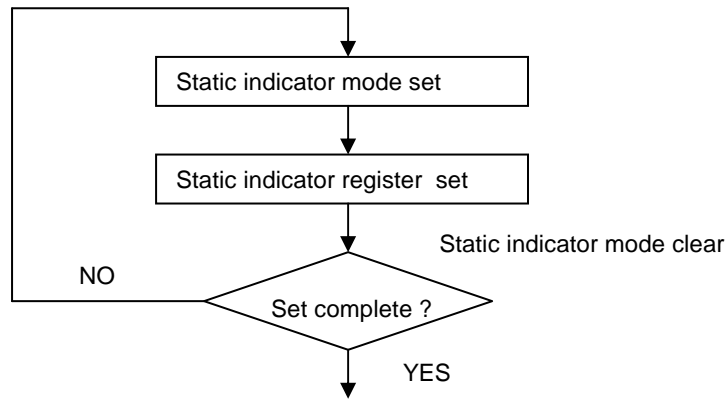 Static indicator mode set
Static indicator register set
Static indicator mode clear
NO
Set complete ?
YES